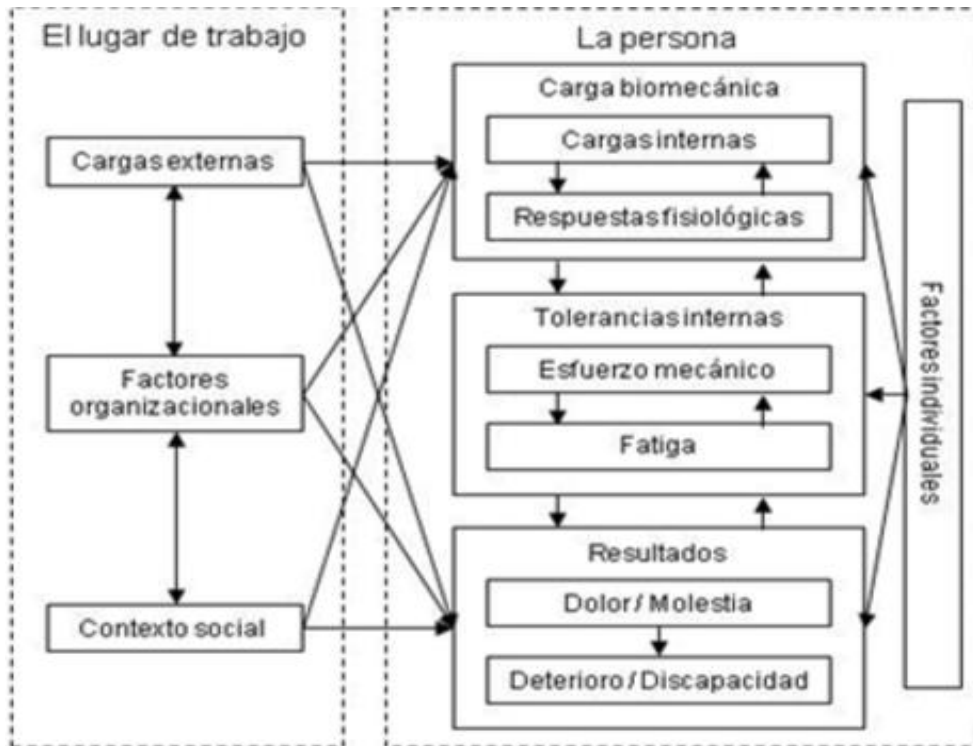 El lugar de trabajo
La persona
Cargas externas
Factores
organizacionales
Contexto social
Carga biomecánica
Cargas internas
Respuestas fisiológicas
Tolerancias internas
Esfuerzo mecánico
Fatiga
Resultados
Dolor / Molestia
Deterioro / Discapacidad
Factores individuales